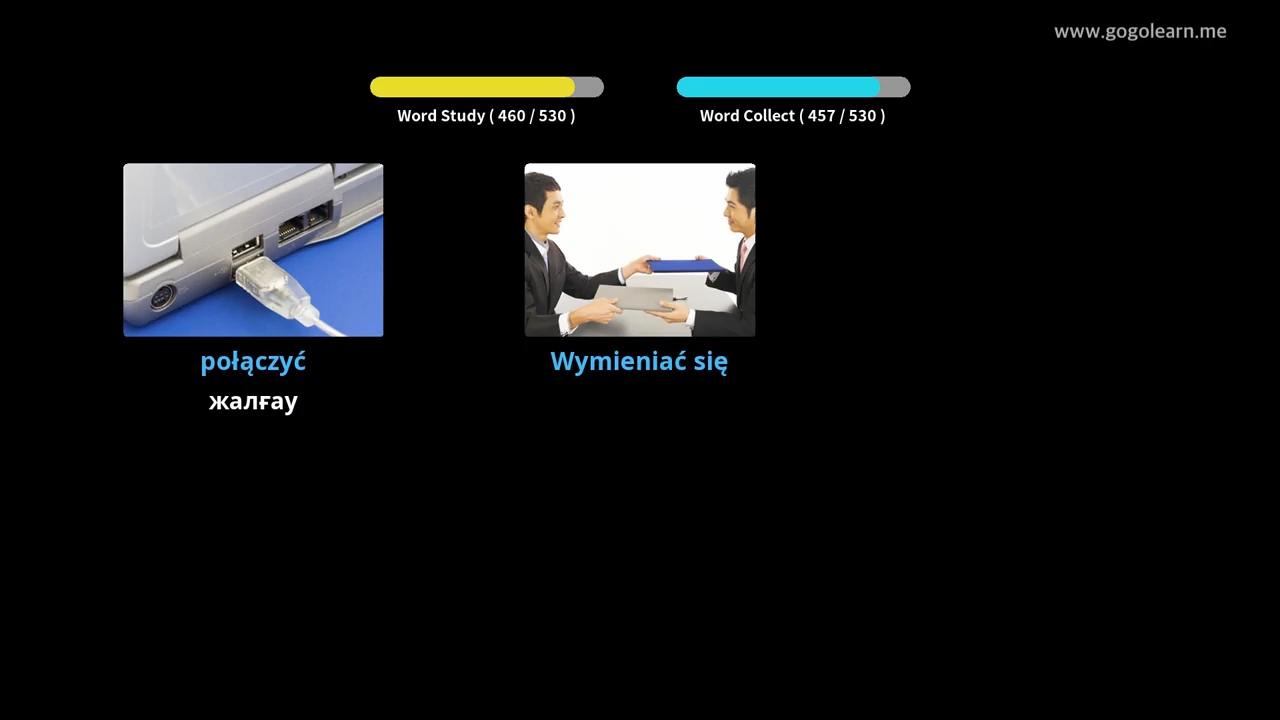 www.gogolearn.me
Word Study ( 460 / 530 )
Word Collect ( 457 / 530 )
połączyć
жалғау
Wymieniać się